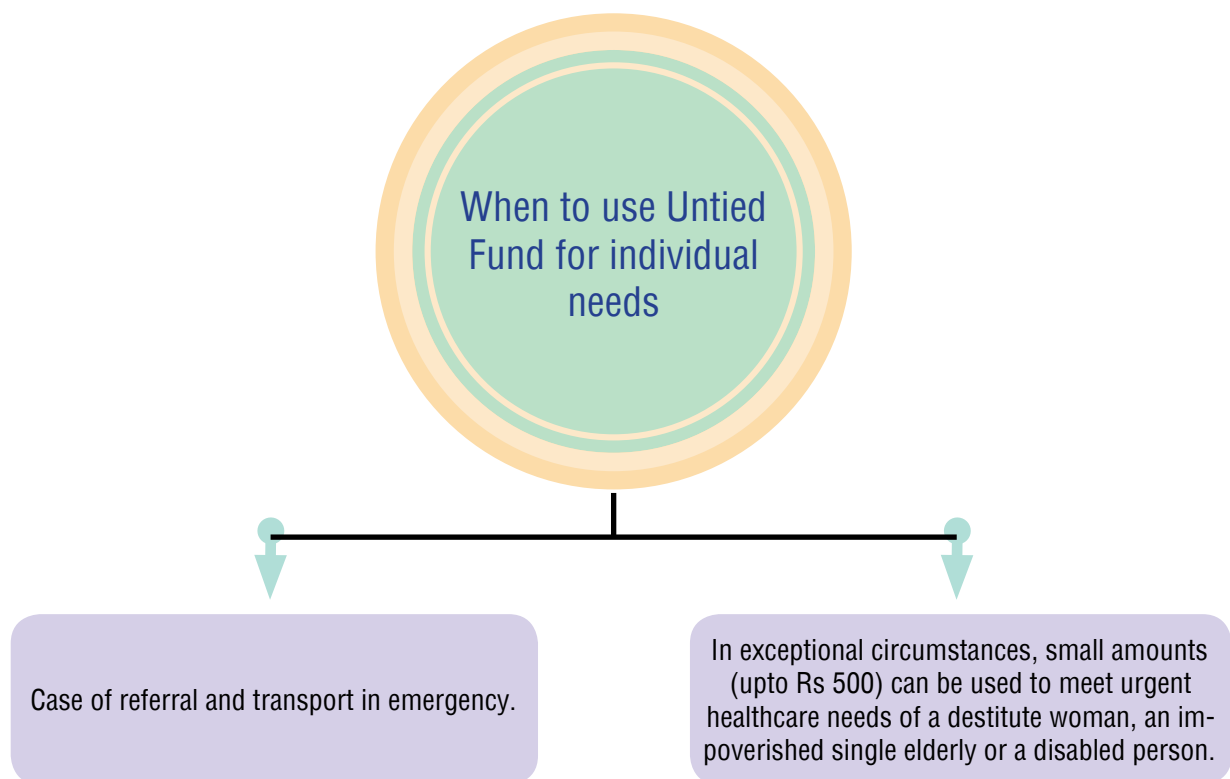 When to use Untied
Fund for individual
needs
Case of referral and transport in emergency.
In exceptional circumstances, small amounts
(upto Rs 500) can be used to meet urgent
healthcare needs of a destitute woman, an im-
poverished single elderly or a disabled person.